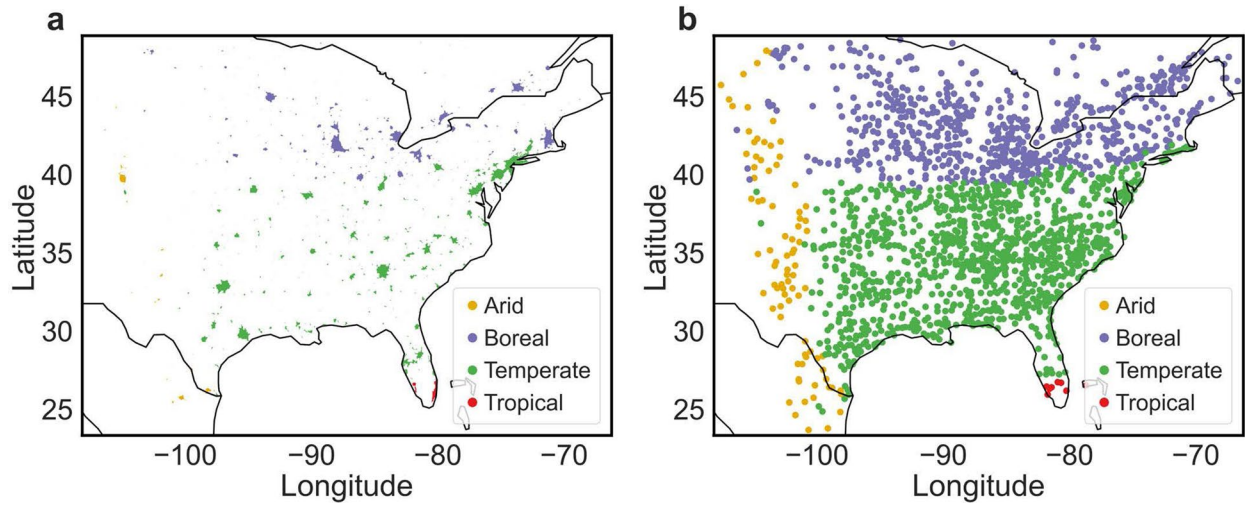 a
45
40
35
30
25
Latitude
−100
−90
−80
−70
Longitude
Arid
Boreal
Temperate
Tropical
b
45
40
35
30
25
Latitude
−100
−90
−80
−70
Longitude
Arid
Boreal
Temperate
Tropical